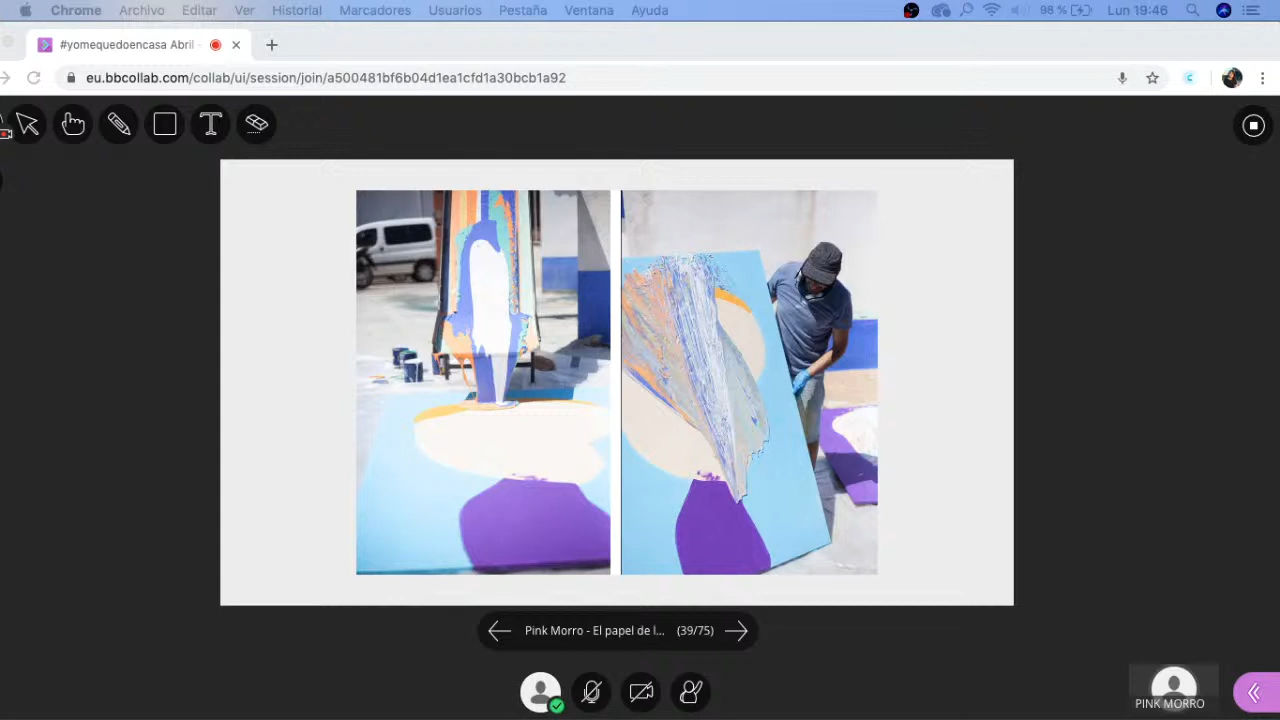 Chrome Archivo Editar Ver Historial Marcadores Usuarios Pestaña Ventana Ayuda 98 % Lun 19:46
#yomequedoencasa Abril -
eu.bbcollab.com/collab/ui/session/join/a500481bf6b04d1ea1cfd1a30bcb1a92
T
Pink Morro - El papel de l... (39/75)
PINK MORRO